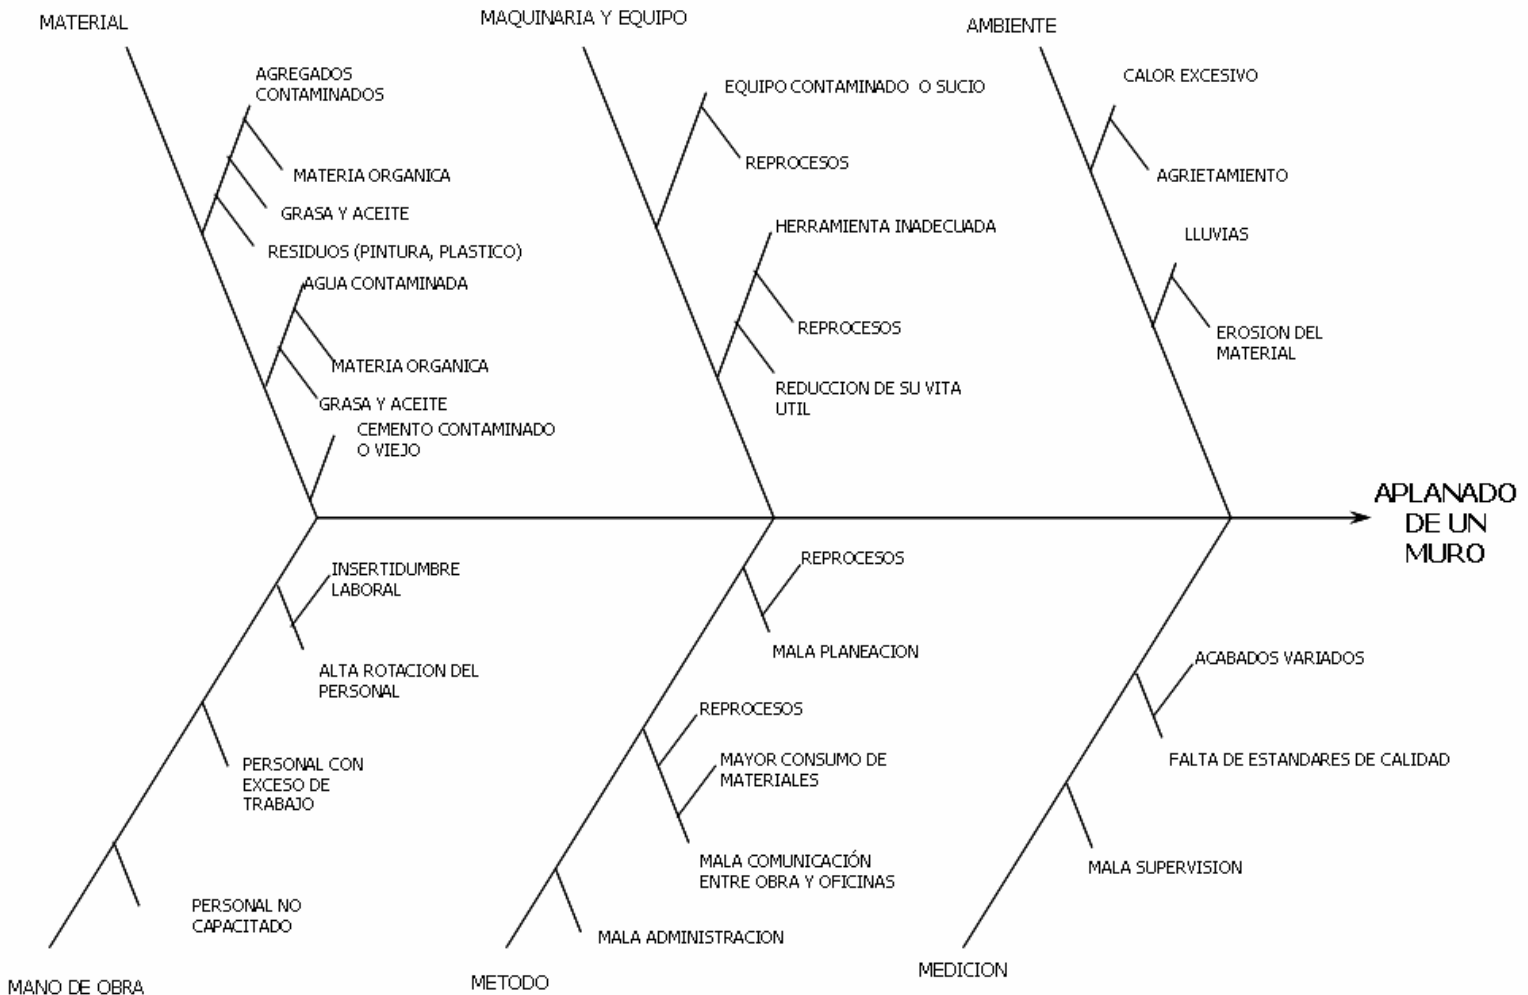 MATERIAL
AGREGADOS
CONTAMINADOS
MATERIA ORGANICA
GRASA Y ACEITE
RESIDUOS (PINTURA, PLASTICO)
AGUA CONTAMINADA
MATERIA ORGANICA
GRASA Y ACEITE
CEMENTO CONTAMINADO
O VIEJO
MAQUINARIA Y EQUIPO
EQUIPO CONTAMINADO O SUCIO
REPROCESOS
HERRAMIENTA INADECUADA
REPROCESOS
REDUCCION DE SU VITA
UTIL
AMBIENTE
CALOR EXCESIVO
AGRIETAMIENTO
LLUVIAS
EROSION DEL
MATERIAL
APLANADO
DE UN
MURO
INSERTIDUMBRE
LABORAL
ALTA ROTACION DEL
PERSONAL
PERSONAL CON
EXCESO DE
TRABAJO
PERSONAL NO
CAPACITADO
MANO DE OBRA
REPROCESOS
MALA PLANEACION
REPROCESOS
MAYOR CONSUMO DE
MATERIALES
MALA COMUNICACIÓN
ENTRE OBRA Y OFICINAS
MALA ADMINISTRACION
METODO
ACABADOS VARIADOS
FALTA DE ESTANDARES DE CALIDAD
MALA SUPERVISION
MEDICION